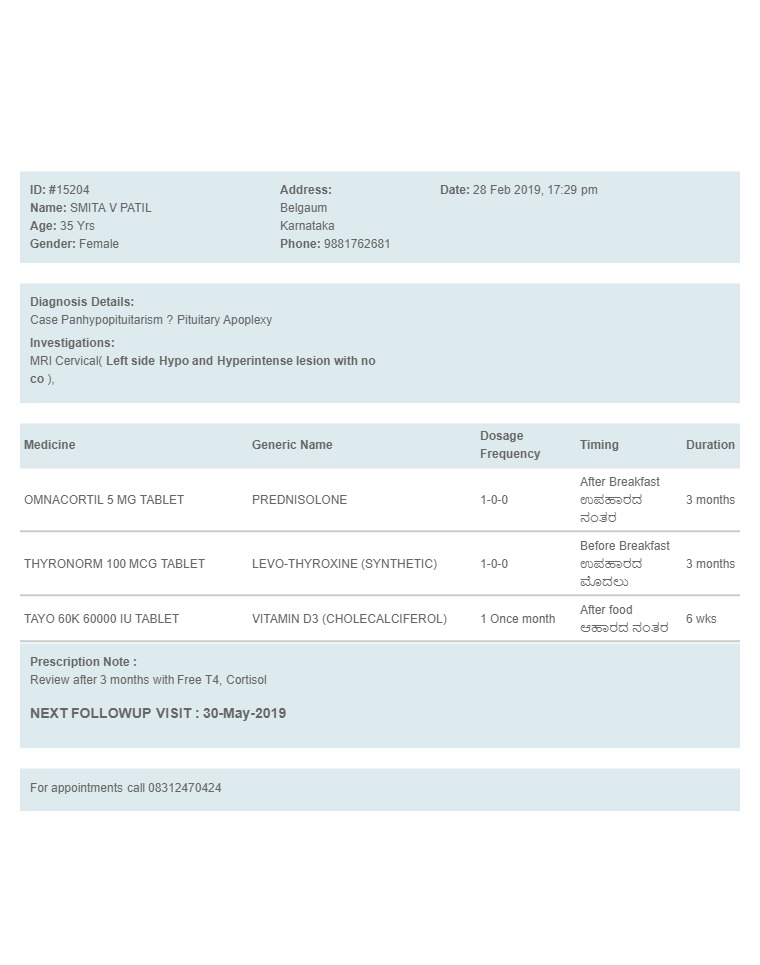 ID: #15204
Name: SMITA V PATIL
Age: 35 Yrs
Gender: Female
Address:
Belgaum
Karnataka
Phone: 9881762681
Date: 28 Feb 2019, 17:29 pm
Diagnosis Details:
Case Panhypopituitarism ? Pituitary Apoplexy
Investigations:
MRI Cervical( Left side Hypo and Hyperintense lesion with no
co ),
Medicine Generic Name Dosage Frequency Timing Duration
OMNACORTIL 5 MG TABLET PREDNISOLONE 1-0-0 After Breakfast ಉಪಹಾರದ ನಂತರ 3 months
THYRONORM 100 MCG TABLET LEVO-THYROXINE (SYNTHETIC) 1-0-0 Before Breakfast ಉಪಹಾರದ ಮೊದಲು 3 months
TAYO 60K 60000 IU TABLET VITAMIN D3 (CHOLECALCIFEROL) 1 Once month After food ಆಹಾರದ ನಂತರ 6 wks
Prescription Note :
Review after 3 months with Free T4, Cortisol
NEXT FOLLOWUP VISIT : 30-May-2019
For appointments call 08312470424